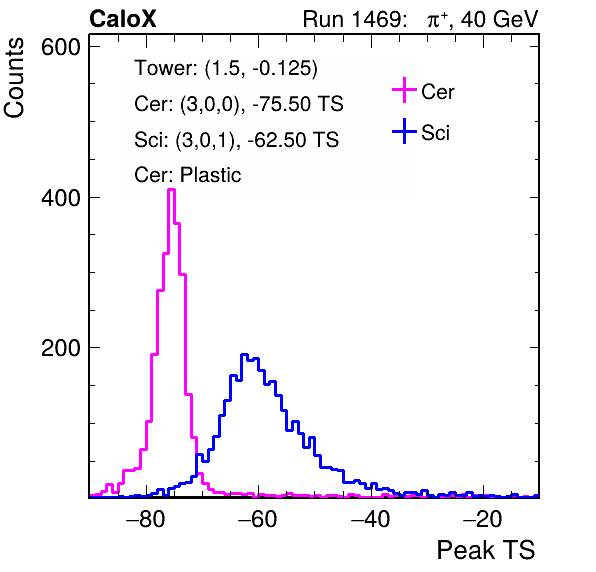 CaloX Run 1469: π⁺, 40 GeV
Counts
600
400
200
Tower: (1.5, -0.125)
Cer: (3,0,0), -75.50 TS
Sci: (3,0,1), -62.50 TS
Cer: Plastic
Cer
Sci
−80 −60 −40 −20
Peak TS